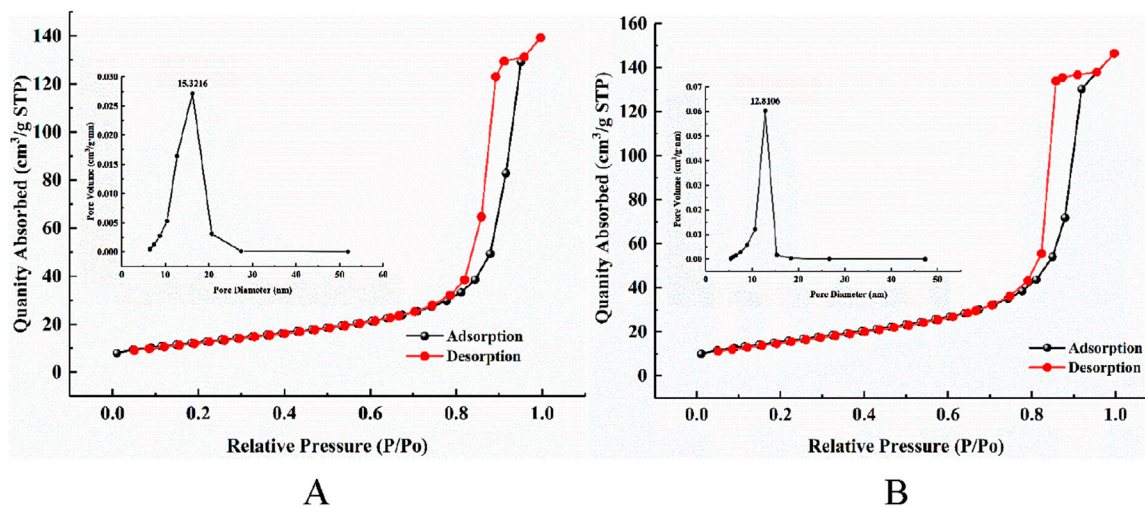 140
120
100
80
60
40
20
0
Quanity Absorbed (cm³/g STP)
0.030
0.025
0.020
0.015
0.010
0.005
0.000
Pore Volume (cm³/g·nm)
15.3216
0 10 20 30 40 50 60
Pore Diameter (nm)
Adsorption
Desorption
0.0 0.2 0.4 0.6 0.8 1.0
Relative Pressure (P/Po)
A
160
140
120
100
80
60
40
20
0
Quanity Absorbed (cm³/g STP)
0.07
0.06
0.05
0.04
0.03
0.02
0.01
0.00
Pore Volume (cm³/g·nm)
12.8106
0 10 20 30 40 50
Pore Diameter (nm)
Adsorption
Desorption
0.0 0.2 0.4 0.6 0.8 1.0
Relative Pressure (P/Po)
B